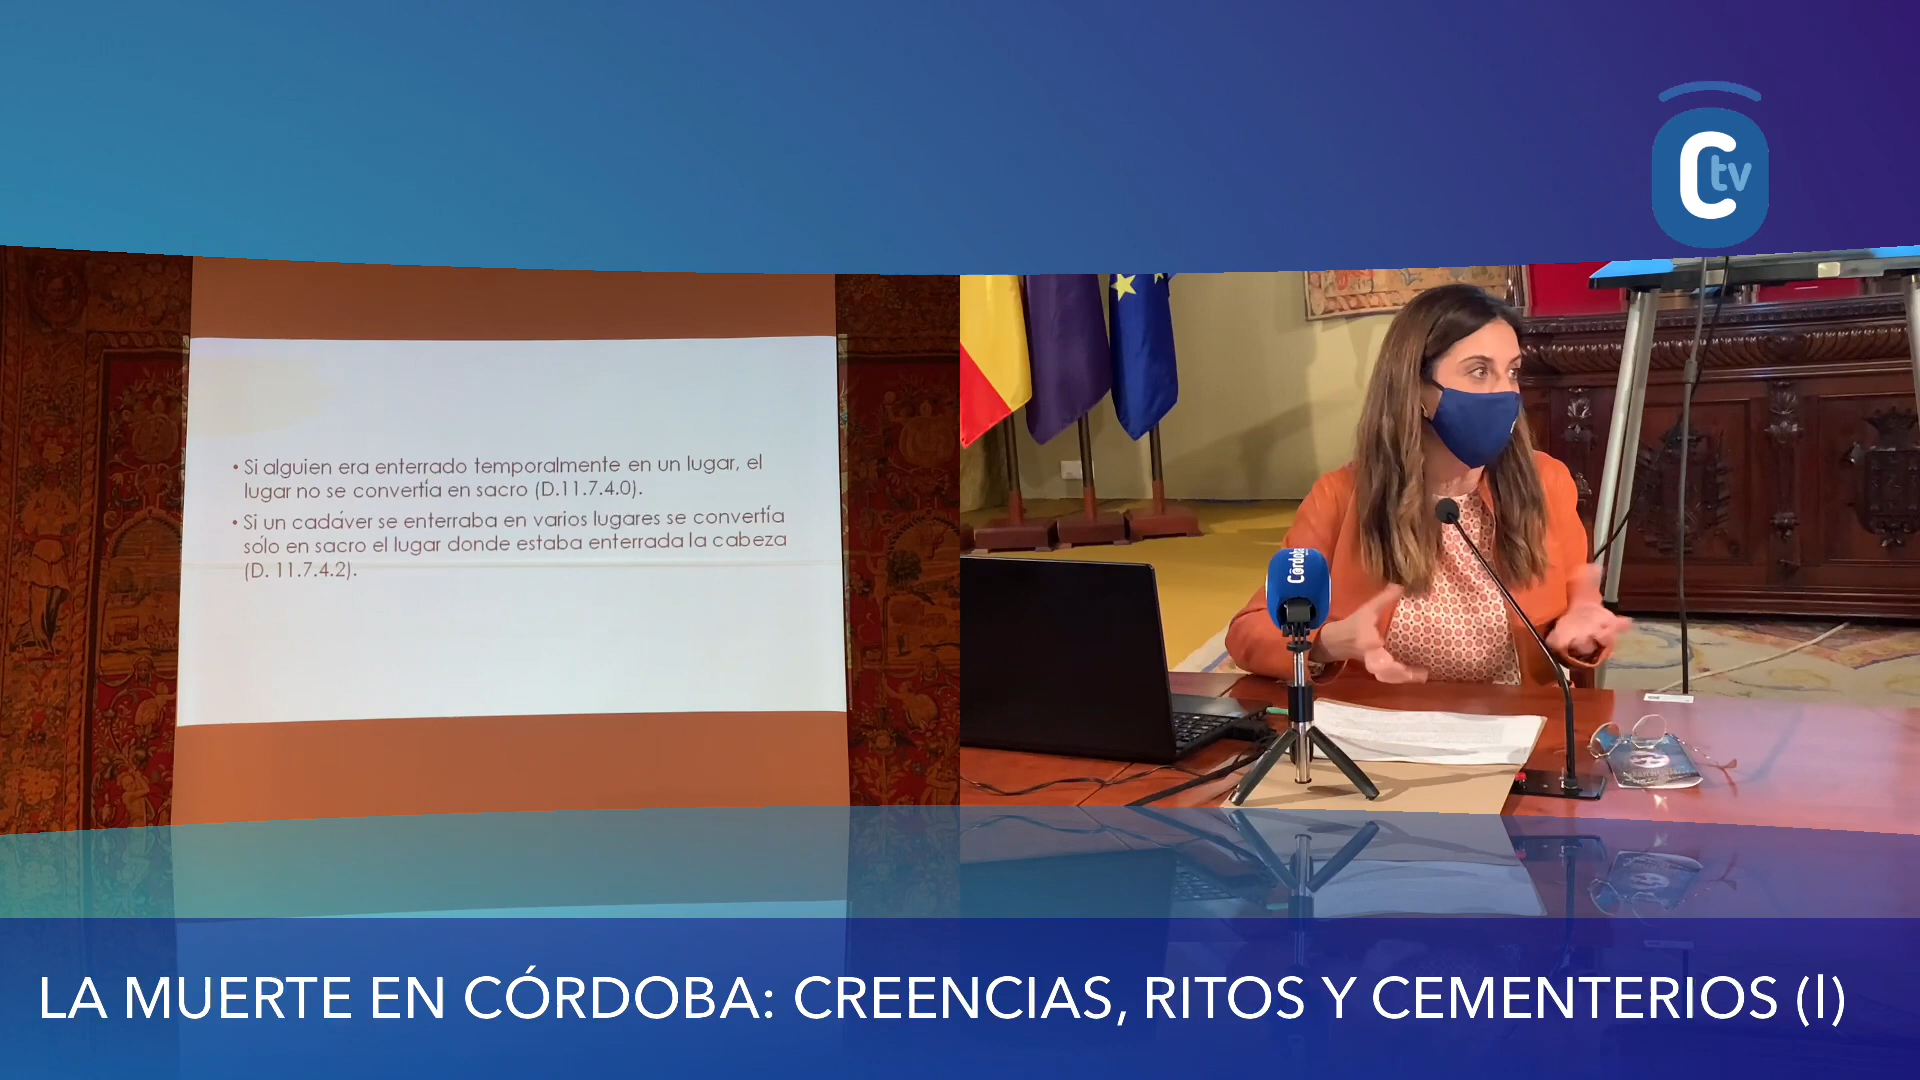 Ctv
• Si alguien era enterrado temporalmente en un lugar, el
lugar no se convertía en sacro (D.11.7.4.0).
• Si un cadáver se enterraba en varios lugares se convertía
sólo en sacro el lugar donde estaba enterrada la cabeza
(D. 11.7.4.2).
Córdoba
LA MUERTE EN CÓRDOBA: CREENCIAS, RITOS Y CEMENTERIOS (I)